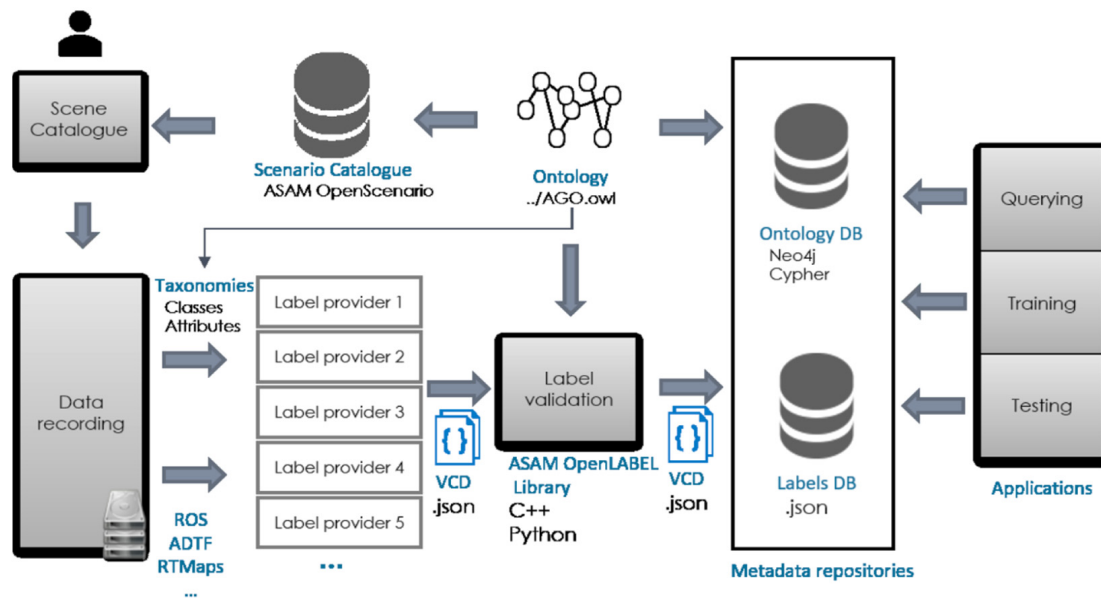 Scene
Catalogue
Scenario Catalogue
ASAM OpenScenario
Ontology
../AGO.owl
Taxonomies
Classes
Attributes
Data
recording
ROS
ADTF
RTMaps
...
Label provider 1
Label provider 2
Label provider 3
Label provider 4
Label provider 5
...
{ }
VCD
.json
Label
validation
ASAM OpenLABEL
Library
C++
Python
{ }
VCD
.json
Ontology DB
Neo4j
Cypher
Labels DB
.json
Metadata repositories
Querying
Training
Testing
Applications